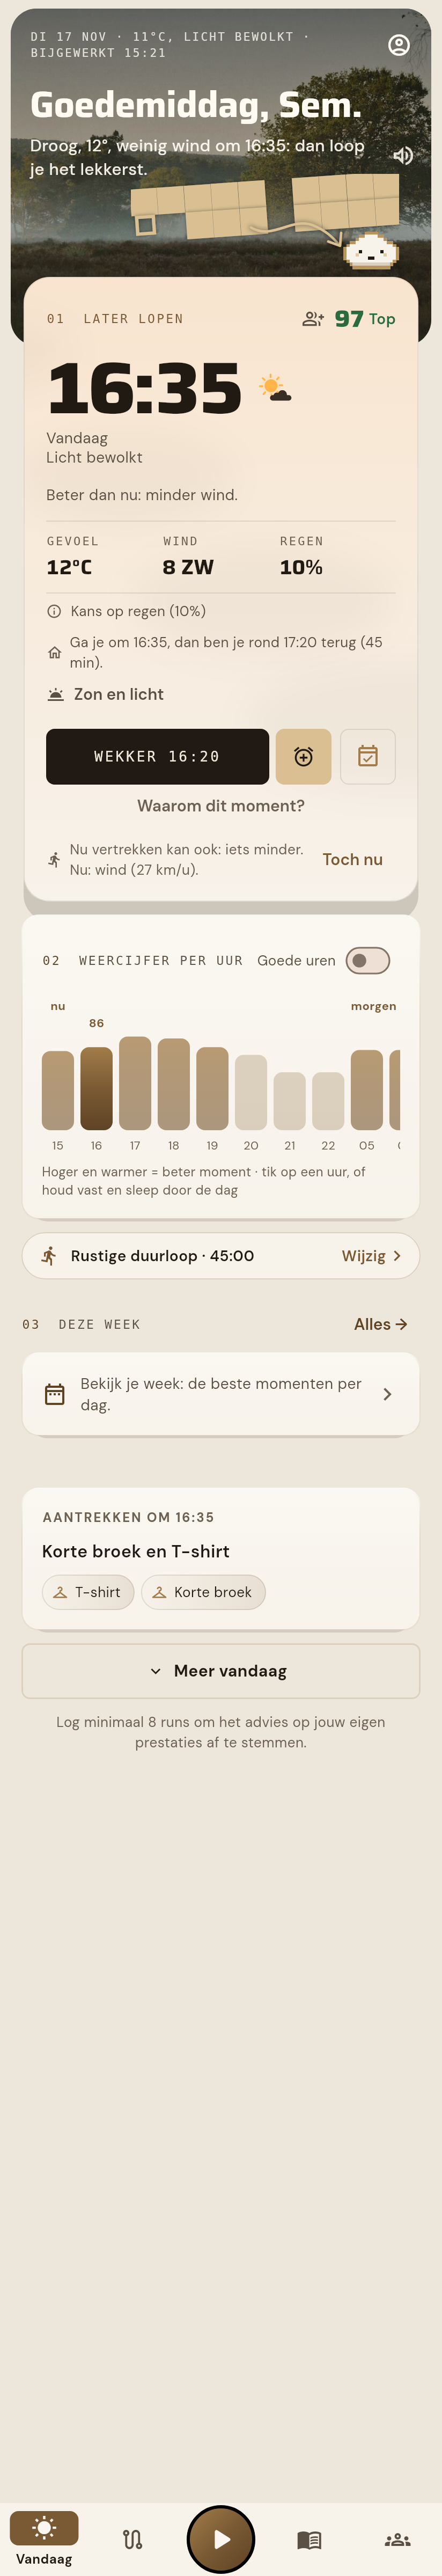 DI 17 NOV · 11°C, LICHT BEWOLKT ·
BIJGEWERKT 15:21
Goedemiddag, Sem.
Droog, 12°, weinig wind om 16:35: dan loop
je het lekkerst.
01 LATER LOPEN
97 Top
16:35
Vandaag
Licht bewolkt
Beter dan nu: minder wind.
GEVOEL WIND REGEN
12°C 8 ZW 10%
Kans op regen (10%)
Ga je om 16:35, dan ben je rond 17:20 terug (45
min).
Zon en licht
WEKKER 16:20
Waarom dit moment?
Nu vertrekken kan ook: iets minder.
Nu: wind (27 km/u).
Toch nu
02 WEERCIJFER PER UUR Goede uren
nu morgen
86
15 16 17 18 19 20 21 22 05
Hoger en warmer = beter moment · tik op een uur, of
houd vast en sleep door de dag
Rustige duurloop · 45:00 Wijzig
03 DEZE WEEK Alles
Bekijk je week: de beste momenten per
dag.
AANTREKKEN OM 16:35
Korte broek en T-shirt
T-shirt Korte broek
Meer vandaag
Log minimaal 8 runs om het advies op jouw eigen
prestaties af te stemmen.
Vandaag